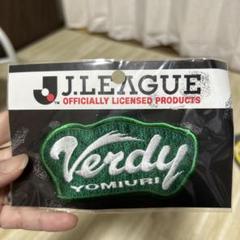 J.LEAGUE
OFFICIALLY LICENSED PRODUCTS
Verdy
YOMIURI